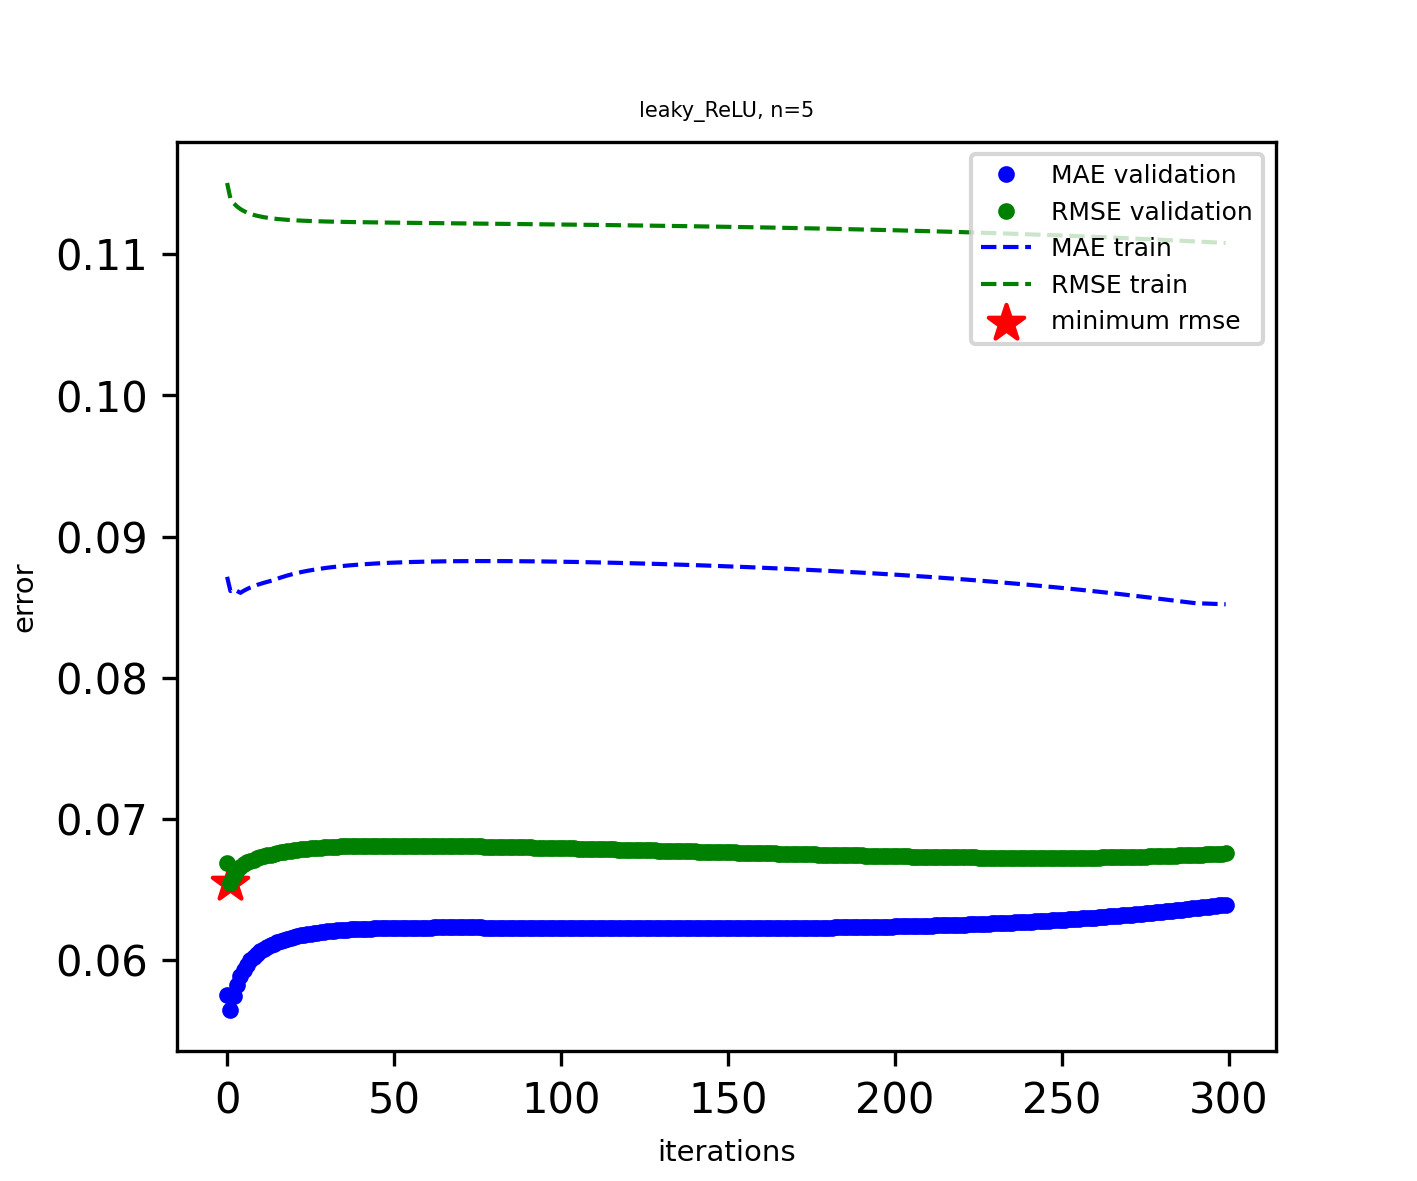 leaky_ReLU, n=5
MAE validation
RMSE validation
MAE train
RMSE train
minimum rmse
0.11
0.10
0.09
0.08
0.07
0.06
error
0 50 100 150 200 250 300
iterations